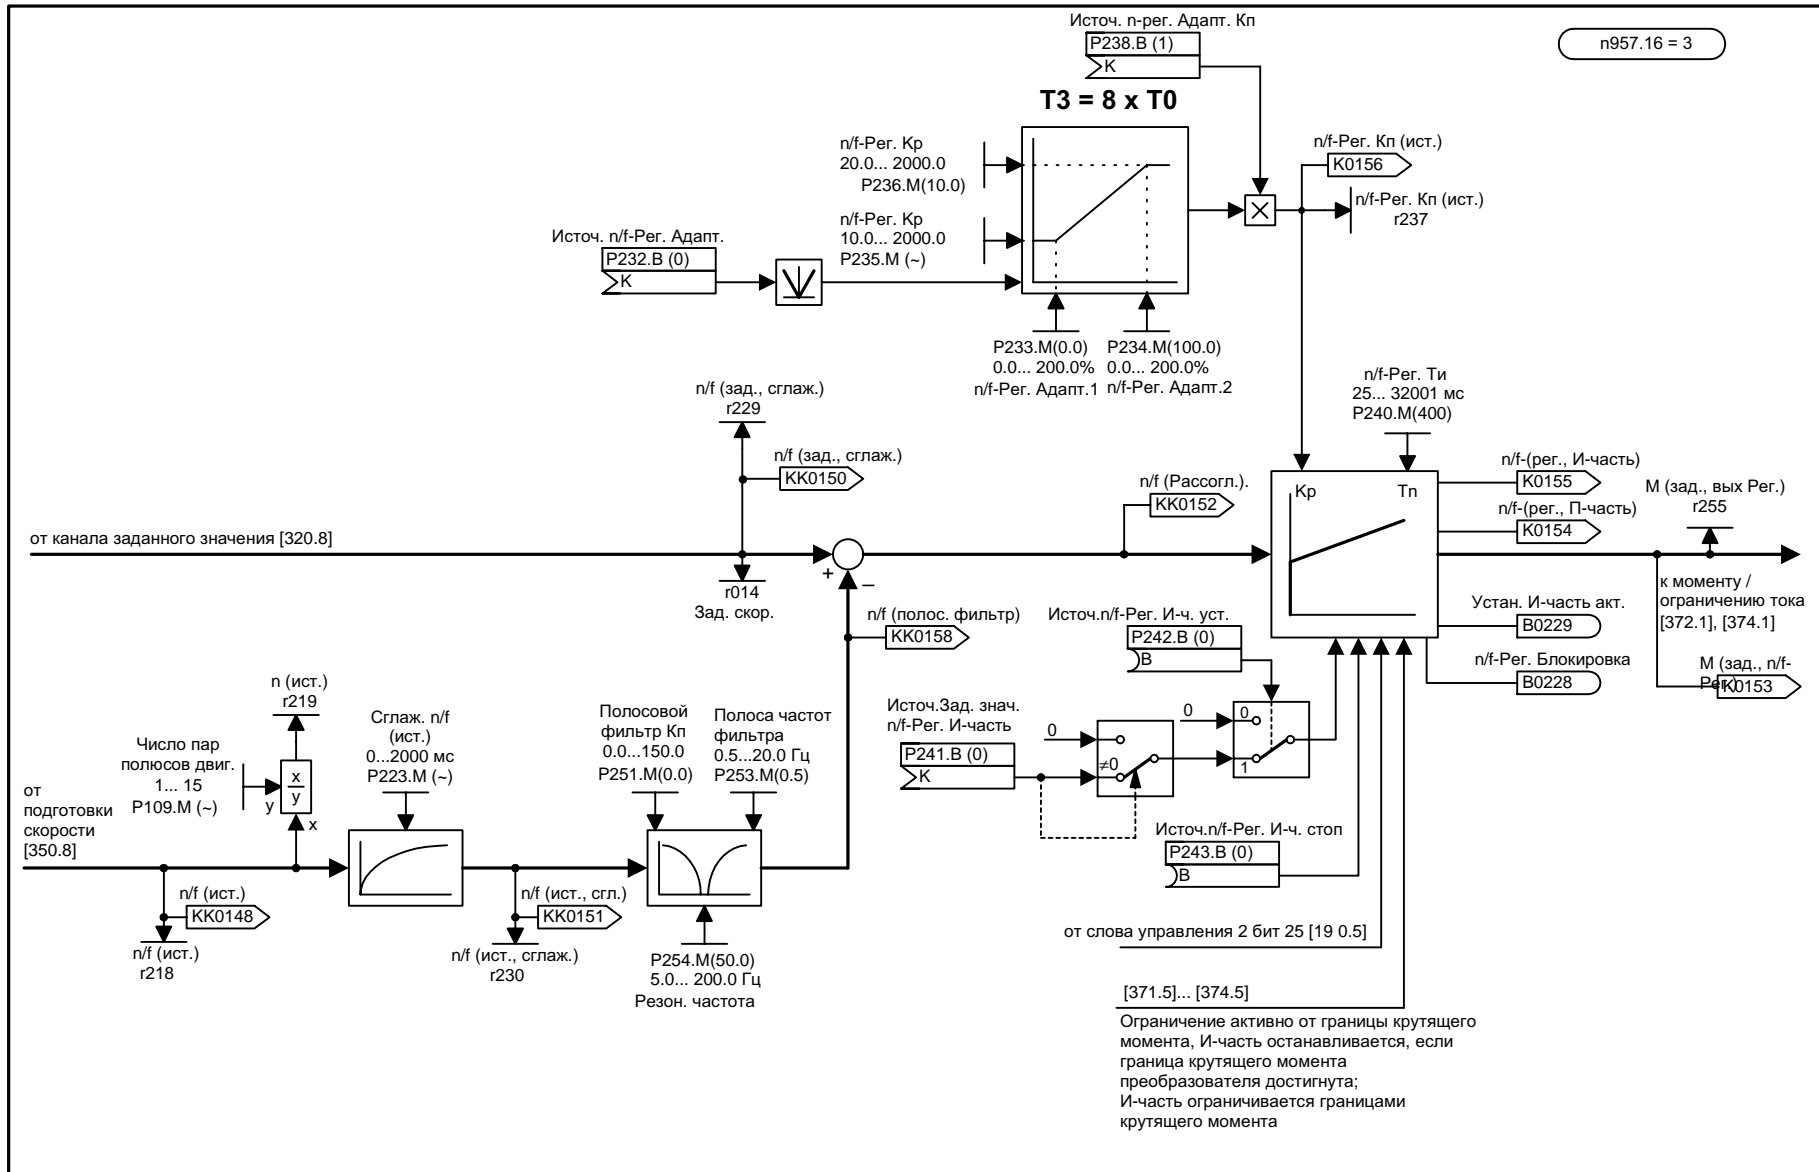 Источ. n-рег. Адапт. Кп
P238.B (1)
K
n957.16 = 3
T3 = 8 x T0
n/f-Рег. Kp
20.0... 2000.0
P236.M(10.0)
n/f-Рег. Kp
10.0... 2000.0
P235.M (~)
n/f-Рег. Кп (ист.)
K0156
n/f-Рег. Кп (ист.)
r237
Источ. n/f-Рег. Адапт.
P232.B (0)
K
P233.M(0.0)
0.0... 200.0%
n/f-Рег. Адапт.1
P234.M(100.0)
0.0... 200.0%
n/f-Рег. Адапт.2
n/f-Рег. Ти
25... 32001 мс
P240.M(400)
n/f (зад., сглаж.)
r229
n/f (зад., сглаж.)
KK0150
n/f (Рассогл.).
KK0152
Kp
Tn
n/f-(рег., И-часть)
K0155
n/f-(рег., П-часть)
K0154
М (зад., вых Рег.)
r255
от канала заданного значения [320.8]
+
–
r014
Зад. скор.
n/f (полос. фильтр)
KK0158
к моменту /
ограничению тока
[372.1], [374.1]
Устан. И-часть акт.
B0229
n/f-Рег. Блокировка
B0228
М (зад., n/f-
Рег.)
K0153
Источ.n/f-Рег. И-ч. уст.
P242.B (0)
B
Источ.Зад. знач.
n/f-Рег. И-часть
P241.B (0)
K
0
≠0
0
0
1
n (ист.)
r219
Число пар
полюсов двиг.
1... 15
P109.M (~)
x
y
y
x
Сглаж. n/f
(ист.)
0...2000 мс
P223.M (~)
Полосовой
фильтр Кп
0.0...150.0
P251.M(0.0)
Полоса частот
фильтра
0.5...20.0 Гц
P253.M(0.5)
от
подготовки
скорости
[350.8]
Источ.n/f-Рег. И-ч. стоп
P243.B (0)
B
n/f (ист.)
KK0148
n/f (ист.)
r218
n/f (ист., сгл.)
KK0151
n/f (ист., сглаж.)
r230
P254.M(50.0)
5.0... 200.0 Гц
Резон. частота
от слова управления 2 бит 25 [19 0.5]
[371.5]... [374.5]
Ограничение активно от границы крутящего
момента, И-часть останавливается, если
граница крутящего момента
преобразователя достигнута;
И-часть ограничивается границами
крутящего момента